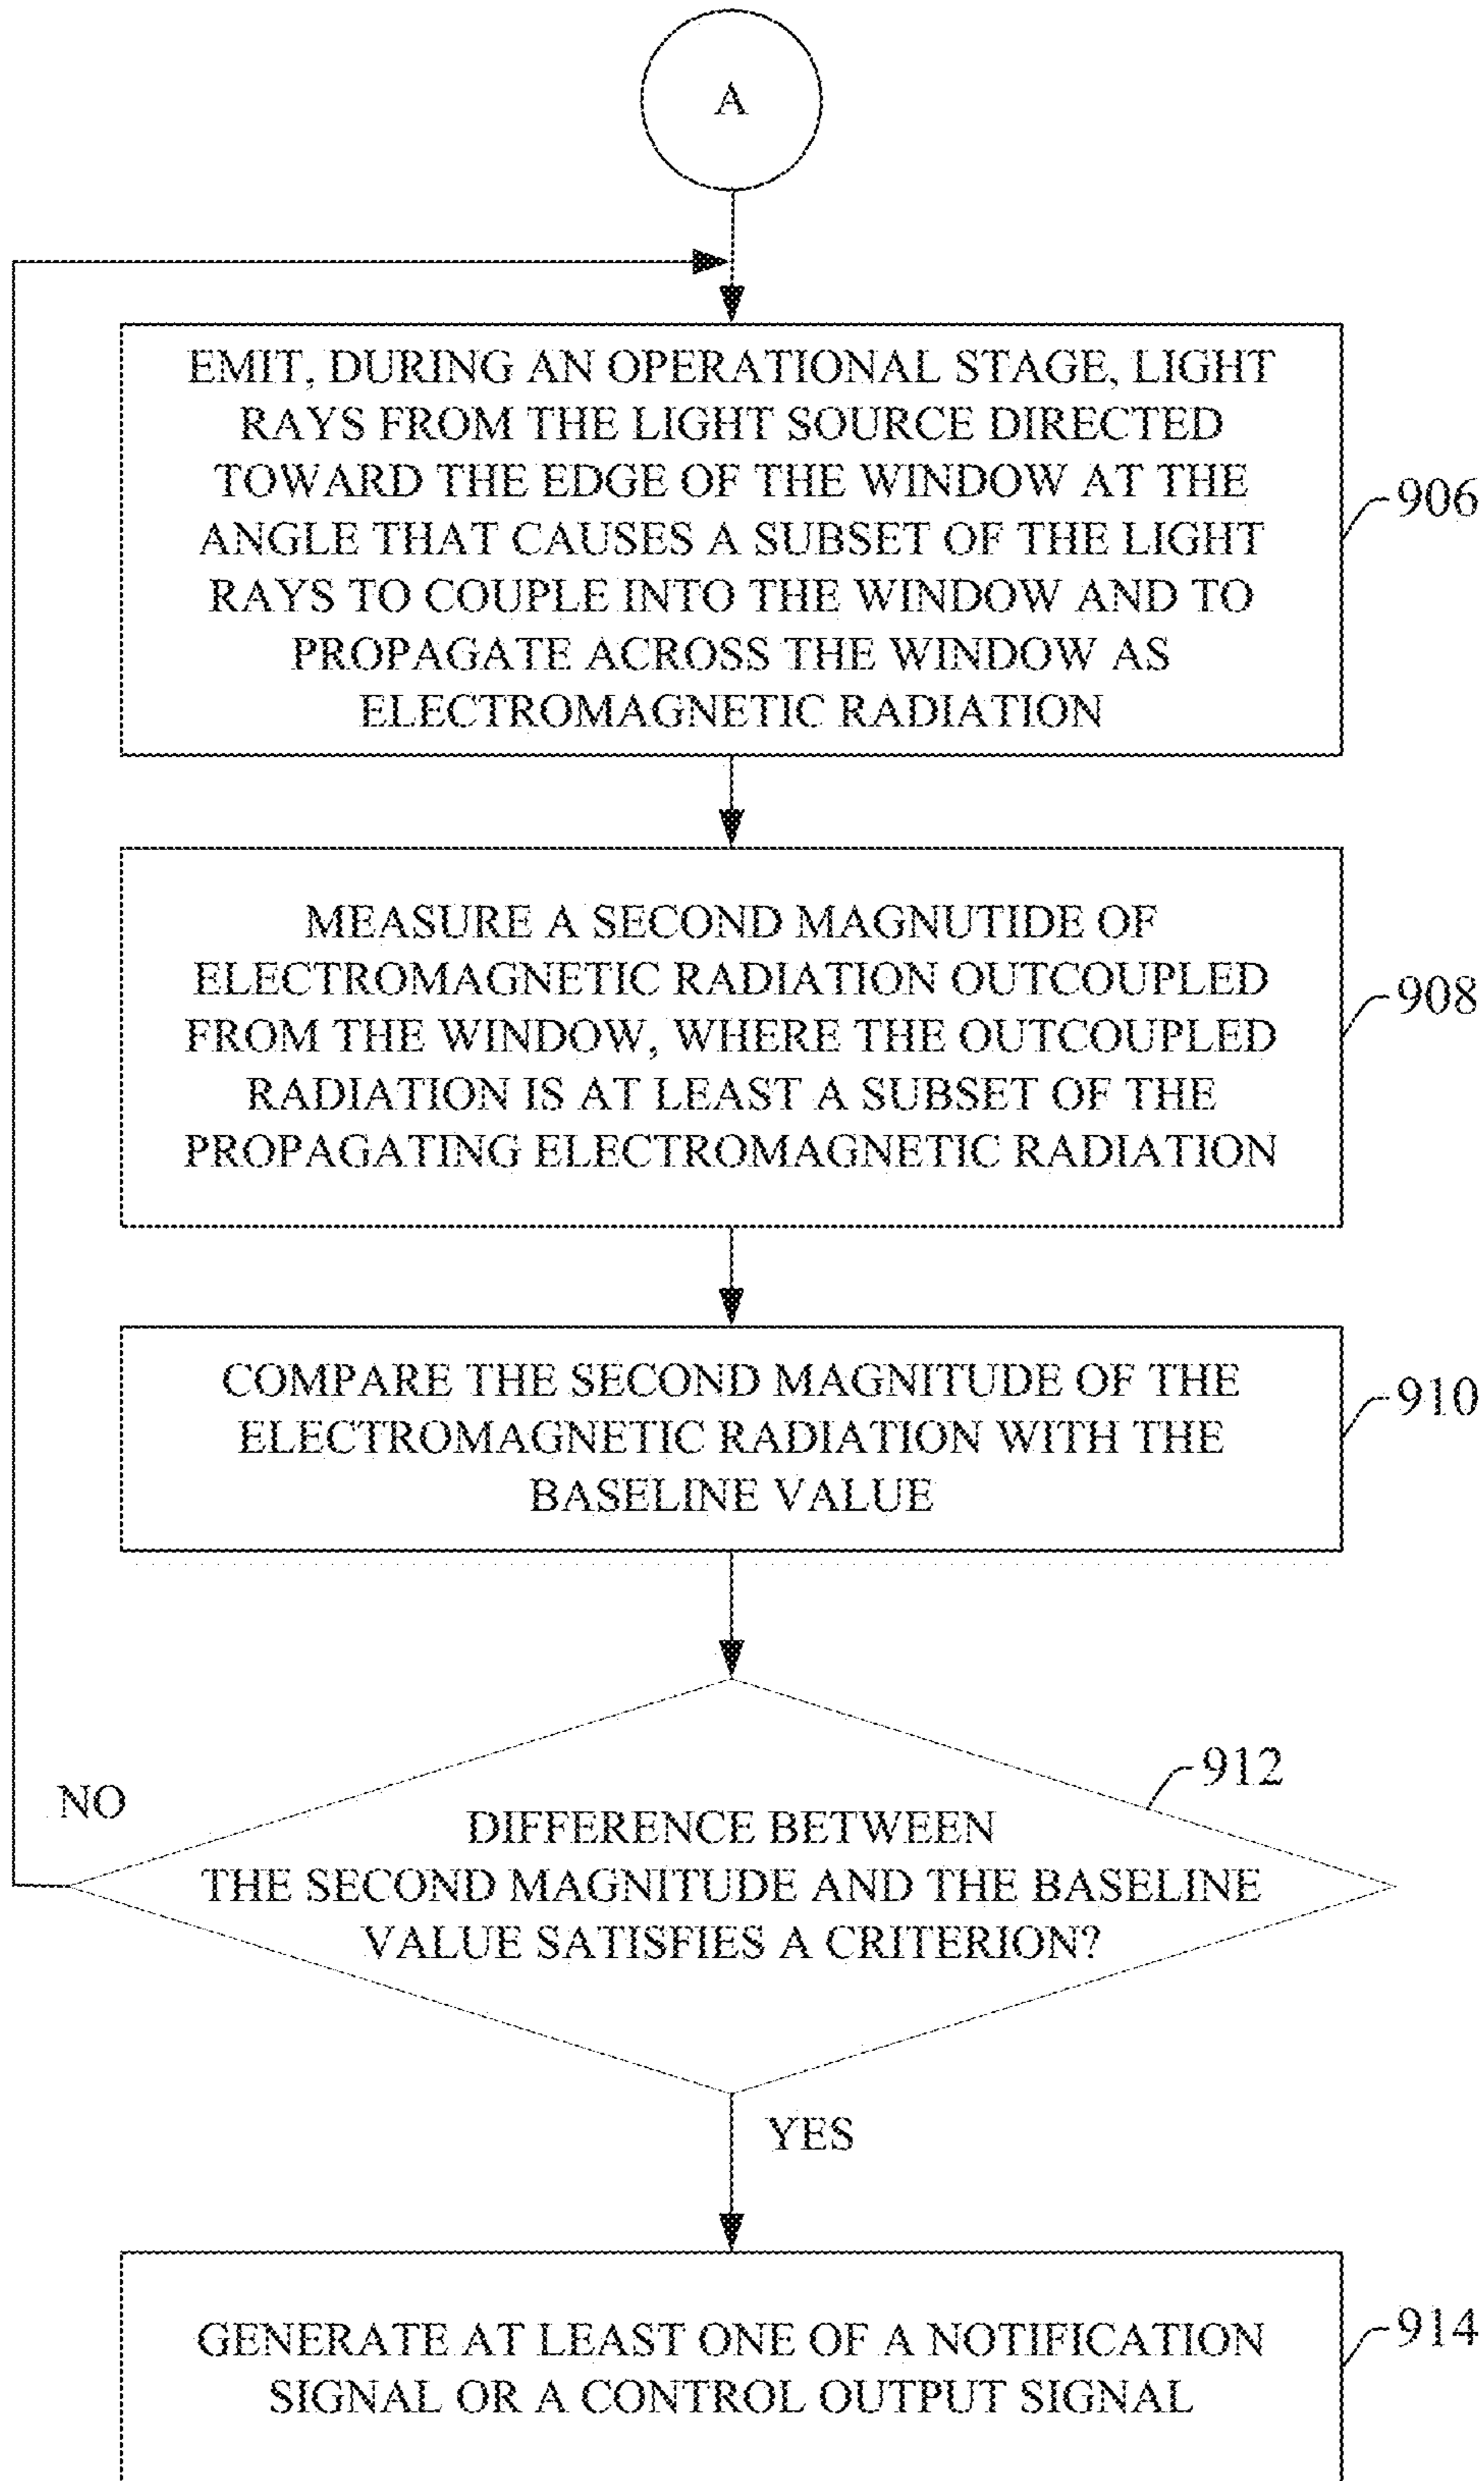 A
EMIT, DURING AN OPERATIONAL STAGE, LIGHT
RAYS FROM THE LIGHT SOURCE DIRECTED
TOWARD THE EDGE OF THE WINDOW AT THE
ANGLE THAT CAUSES A SUBSET OF THE LIGHT
RAYS TO COUPLE INTO THE WINDOW AND TO
PROPAGATE ACROSS THE WINDOW AS
ELECTROMAGNETIC RADIATION
906
MEASURE A SECOND MAGNUTIDE OF
ELECTROMAGNETIC RADIATION OUTCOUPLED
FROM THE WINDOW, WHERE THE OUTCOUPLED
RADIATION IS AT LEAST A SUBSET OF THE
PROPAGATING ELECTROMAGNETIC RADIATION
908
COMPARE THE SECOND MAGNITUDE OF THE
ELECTROMAGNETIC RADIATION WITH THE
BASELINE VALUE
910
912
NO
DIFFERENCE BETWEEN
THE SECOND MAGNITUDE AND THE BASELINE
VALUE SATISFIES A CRITERION?
YES
GENERATE AT LEAST ONE OF A NOTIFICATION
SIGNAL OR A CONTROL OUTPUT SIGNAL
914